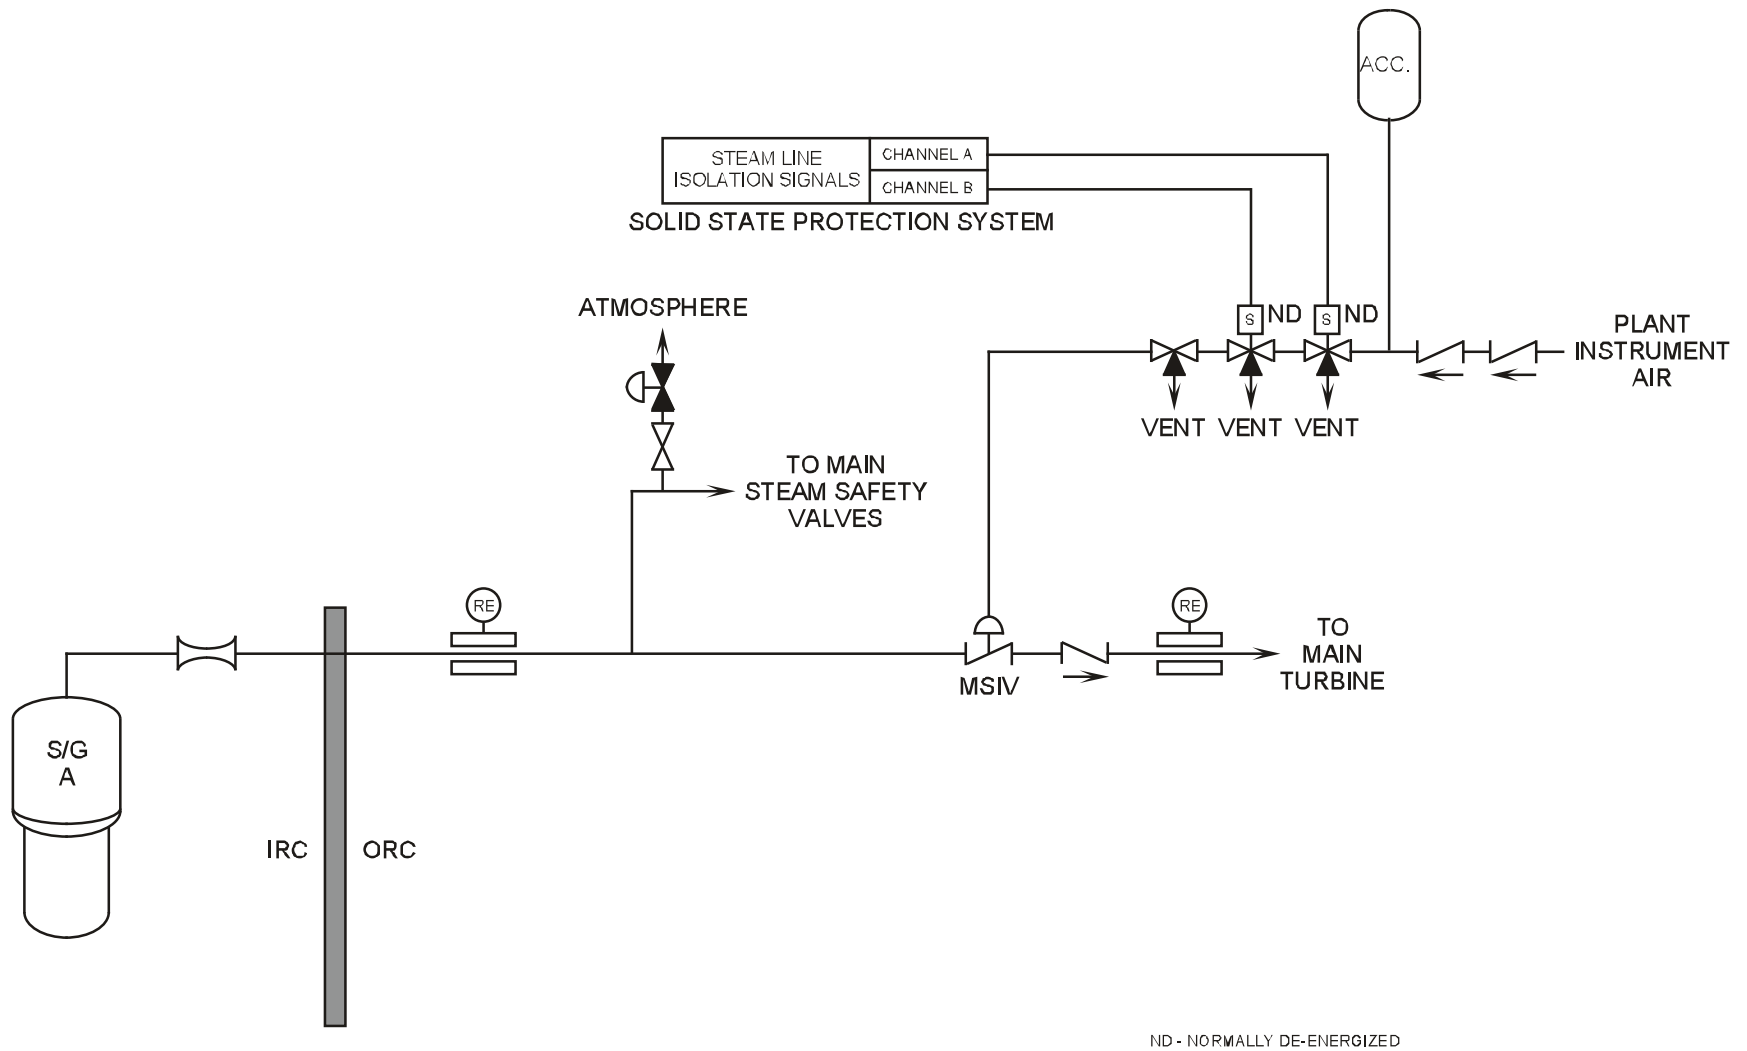 ACC.
STEAM LINE
ISOLATION SIGNALS
CHANNEL A
CHANNEL B
SOLID STATE PROTECTION SYSTEM
ATMOSPHERE
S
ND
S
ND
PLANT
INSTRUMENT
AIR
VENT
VENT
VENT
TO MAIN
STEAM SAFETY
VALVES
RE
RE
TO
MAIN
TURBINE
MSIV
S/G
A
IRC
ORC
ND - NORMALLY DE-ENERGIZED